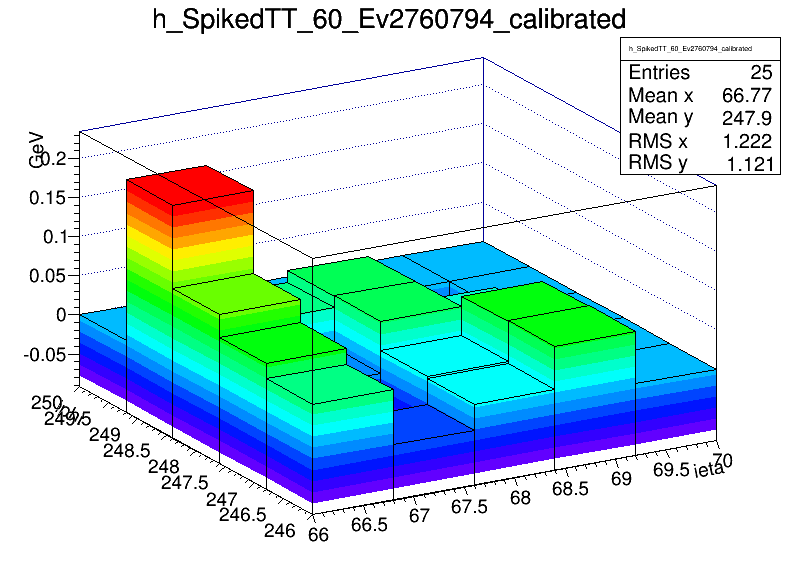 h_SpikedTT_60_Ev2760794_calibrated
h_SpikedTT_60_Ev2760794_calibrated
Entries 25
Mean x 66.77
Mean y 247.9
RMS x 1.222
RMS y 1.121
GeV
0.2
0.15
0.1
0.05
0
-0.05
250
249.5
249
248.5
248
247.5
247
246.5
246
66
66.5
67
67.5
68
68.5
69
69.5
70
ieta